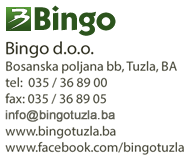 Bingo
Bingo d.o.o.
Bosanska poljana bb, Tuzla, BA
tel: 035 / 36 89 00
fax: 035 / 36 89 05
info@bingotuzla.ba
www.bingotuzla.ba
www.facebook.com/bingotuzla